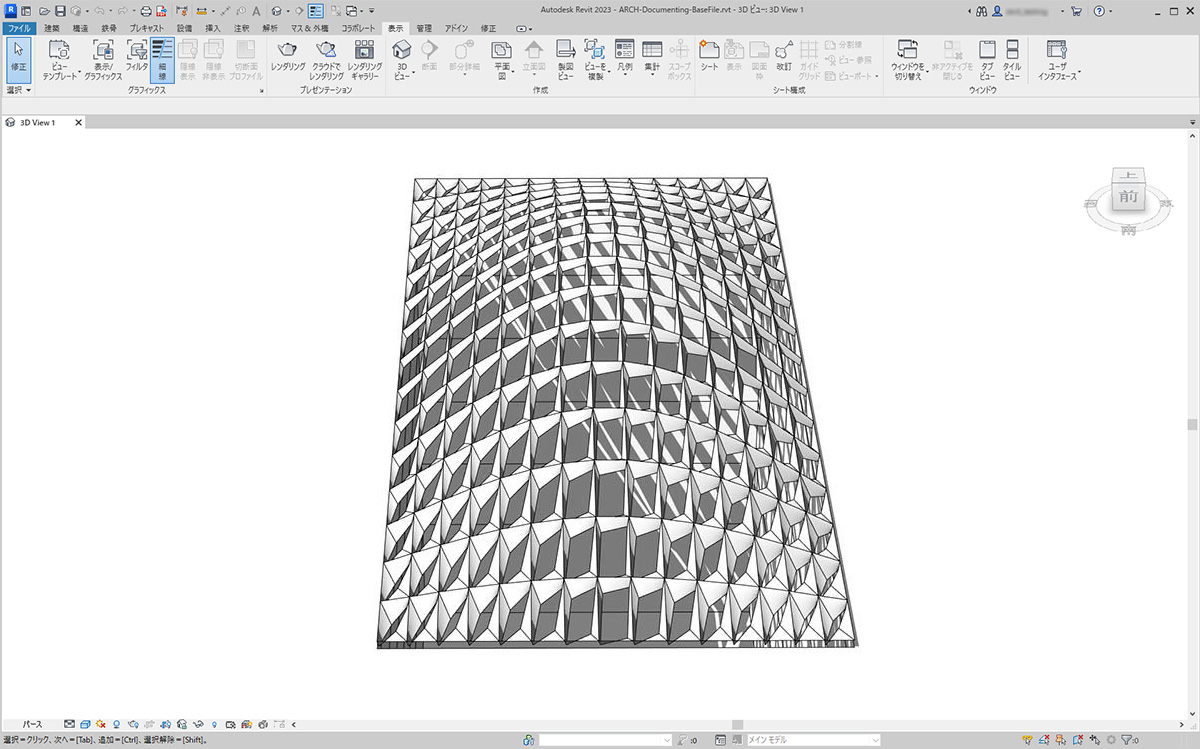 Autodesk Revit 2023 - ARCH-Documenting-BaseFile.rvt - 3D ビュー: 3D View 1
ファイル 建築 構造 鉄骨 プレキャスト 設備 挿入 注釈 解析 マス & 外構 コラボレート 表示 管理 アドイン 修正
修正
ビュー テンプレート
表示/ グラフィックス
フィルタ
細線
隠線 表示
隠線 非表示
切断面 プロファイル
レンダリング
クラウドで レンダリング
レンダリング ギャラリー
3D ビュー
断面
部分詳細
平面図
立面図
製図 ビュー
ビューを 複製
凡例
集計
スコープ ボックス
シート
表示
図面枠
改訂
ガイド グリッド
分割線
ビュー 参照
ビューポート
ウィンドウを 切り替え
非アクティブを 閉じる
タブ ビュー
タイル ビュー
ユーザ インタフェース
選択 グラフィックス プレゼンテーション 作成 シート構成 ウィンドウ
3D View 1
上
前
南
パース
選択 = クリック、次へ = [Tab]、追加 = [Ctrl]、選択解除 = [Shift]。
:0
メイン モデル
:0